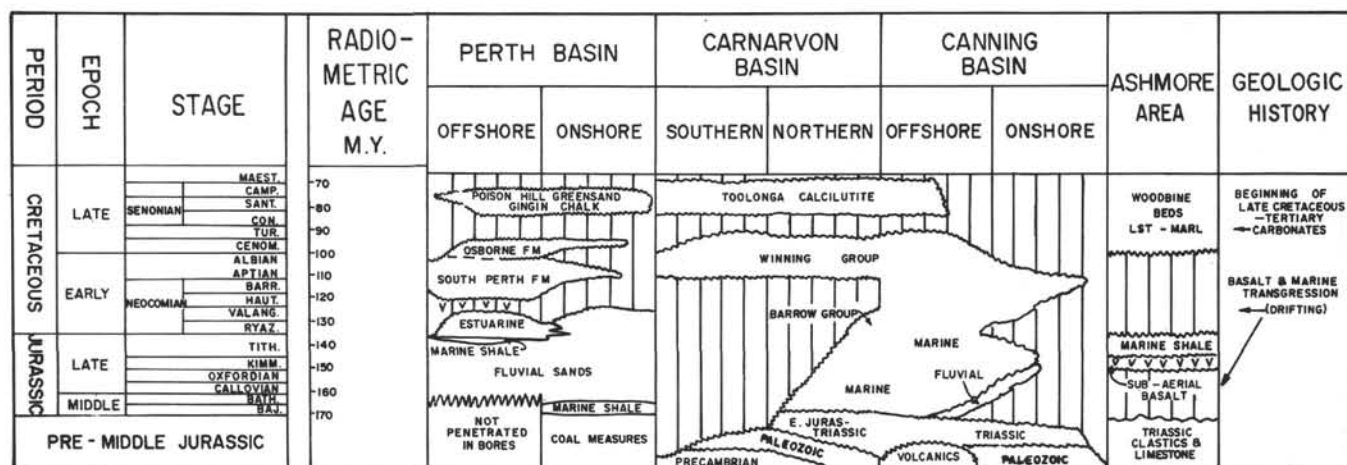 PERIOD
EPOCH
STAGE
RADIO-
METRIC
AGE
M.Y.
PERTH BASIN
OFFSHORE
ONSHORE
CARNARVON
BASIN
SOUTHERN
NORTHERN
CANNING
BASIN
OFFSHORE
ONSHORE
ASHMORE
AREA
GEOLOGIC
HISTORY
CRETACEOUS
LATE
EARLY
SENONIAN
NEOCOMIAN
MAEST.
CAMP.
SANT.
CON.
TUR.
CENOM.
ALBIAN
APTIAN
BARR.
HAUT.
VALANG.
RYAZ.
JURASSIC
LATE
MIDDLE
TITH.
KIMM.
OXFORDIAN
CALLOVIAN
BATH.
BAJ.
PRE - MIDDLE JURASSIC
70
80
90
100
110
120
130
140
150
160
170
POISON HILL GREENSAND
GINGIN CHALK
OSBORNE FM
SOUTH PERTH FM
V V V V V
ESTUARINE
MARINE SHALE
FLUVIAL SANDS
NOT
PENETRATED
IN BORES
MARINE SHALE
COAL MEASURES
TOOLONGA CALCILUTITE
WINNING GROUP
BARROW GROUP
MARINE
FLUVIAL
MARINE
E. JURAS-
TRIASSIC
TRIASSIC
PALEOZOIC
PRECAMBRIAN
VOLCANICS
PALEOZOIC
WOODBINE
BEDS
LST - MARL
MARINE SHALE
V V V V V V
SUB - AERIAL
BASALT
TRIASSIC
CLASTICS &
LIMESTONE
BEGINNING OF
LATE CRETACEOUS
-TERTIARY
CARBONATES
BASALT & MARINE
TRANSGRESSION
(DRIFTING)